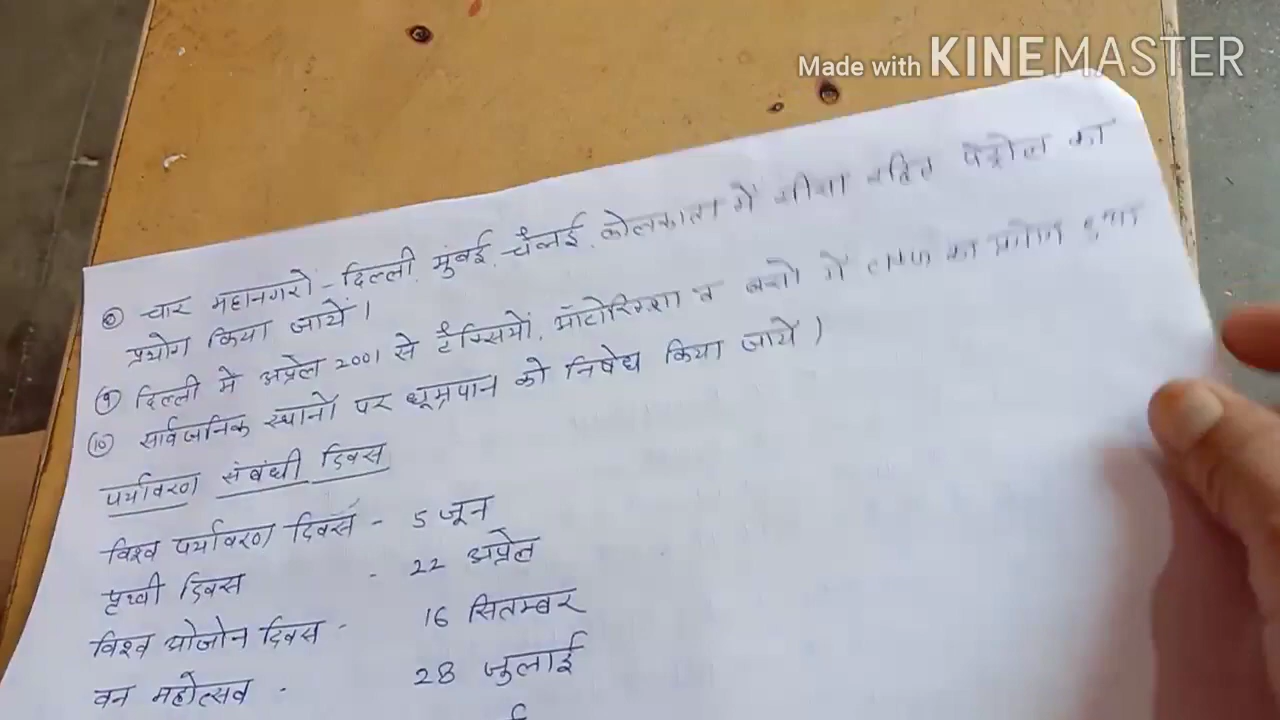 Made with KINEMASTER
⑧ चार महानगरो - दिल्ली, मुंबई, चैन्नई, कोलकाता में सीसा रहित पेट्रोल का
प्रयोग किया जायें।
⑨ दिल्ली में अप्रेल 2001 से टैक्सियों, ऑटोरिक्शा व बसो में का प्रयोग हुआ
⑩ सार्वजनिक स्थानों पर धूम्रपान को निषेध किया जाये)
पर्यावरण संबंधी दिवस
विश्व पर्यावरण दिवस - 5 जून
पृथ्वी दिवस - 22 अप्रेल
विश्व ओजोन दिवस - 16 सितम्बर
वन महोत्सव - 28 जुलाई